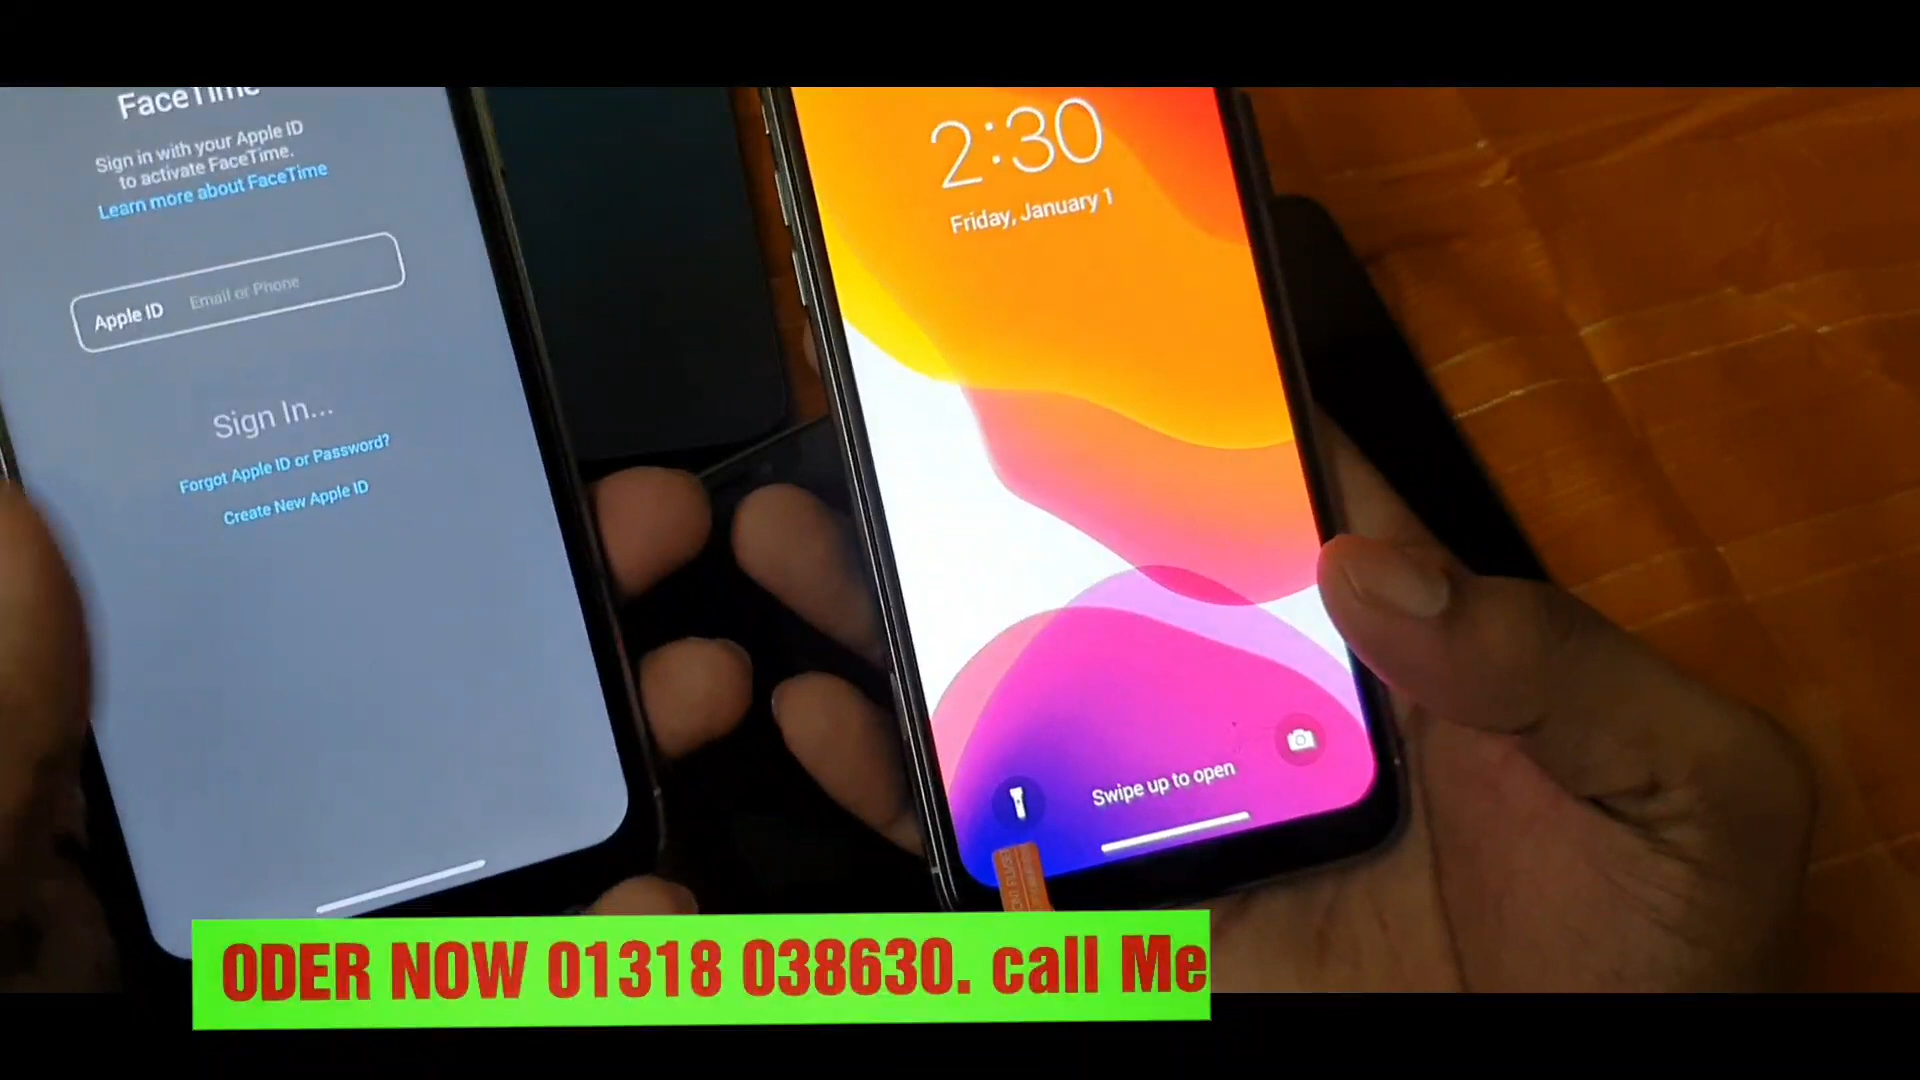 FaceTime
Sign in with your Apple ID
to activate FaceTime.
Learn more about FaceTime
Apple ID Email or Phone
Sign In...
Forgot Apple ID or Password?
Create New Apple ID
2:30
Friday, January 1
Swipe up to open
ODER NOW 01318 038630. call Me